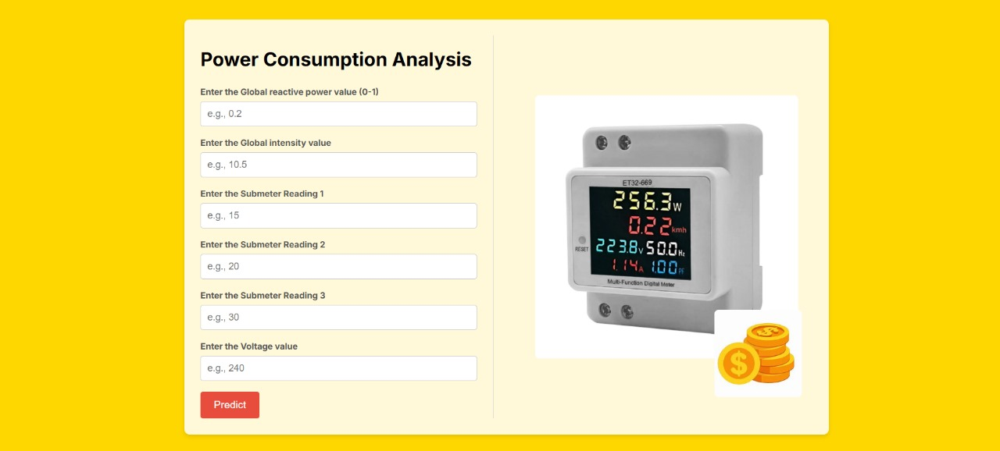 Power Consumption Analysis
Enter the Global reactive power value (0-1)
e.g., 0.2
Enter the Global intensity value
e.g., 10.5
Enter the Submeter Reading 1
e.g., 15
Enter the Submeter Reading 2
e.g., 20
Enter the Submeter Reading 3
e.g., 30
Enter the Voltage value
e.g., 240
Predict
ET32-669
256.3W
0.22kmh
RESET
223.8V 50.0Hz
1.14A 1.00PF
Multi-Function Digital Meter
$
$